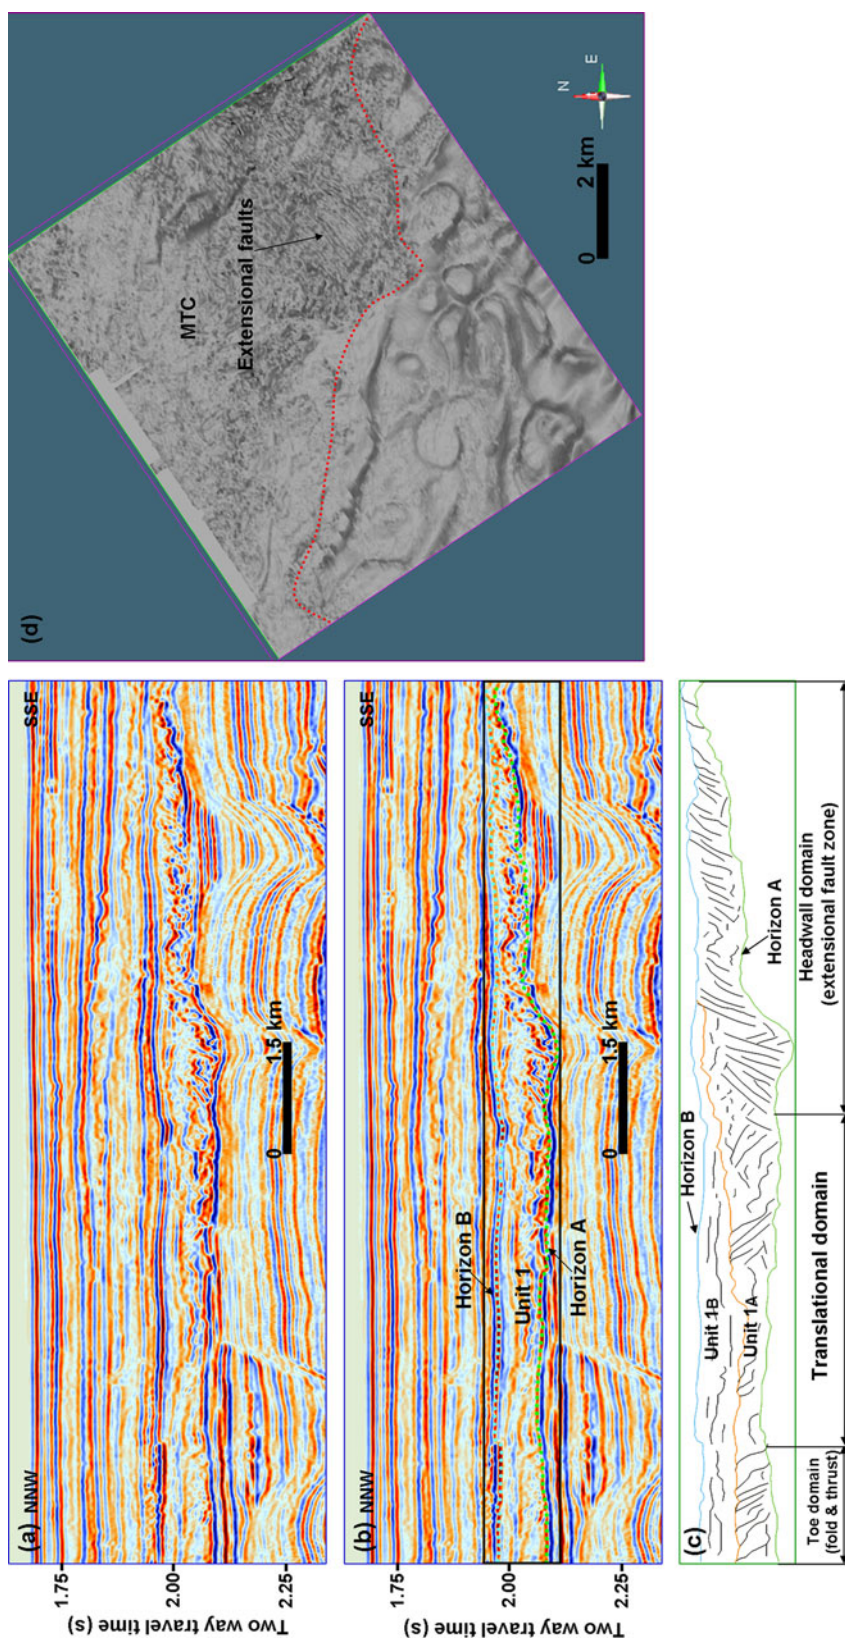 (a)
NNW
SSE
1.75
2.00
2.25
Two way travel time (s)
0
1.5 km
(b)
NNW
SSE
1.75
2.00
2.25
Two way travel time (s)
Horizon B
Unit 1
Horizon A
0
1.5 km
(c)
Horizon B
Unit 1B
Unit 1A
Horizon A
Toe domain
(fold & thrust)
Translational domain
Headwall domain
(extensional fault zone)
(d)
MTC
Extensional faults
N
E
0
2 km